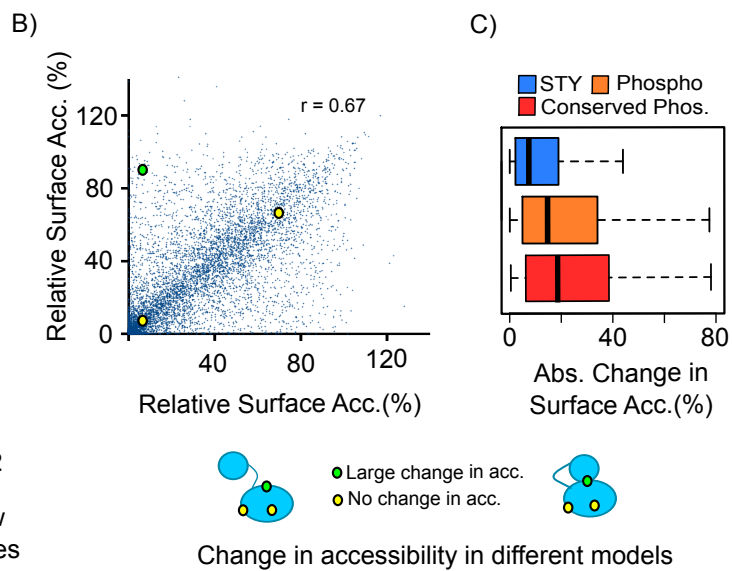 B)
Relative Surface Acc. (%)
120
80
40
0
r = 0.67
40
80
120
Relative Surface Acc.(%)
C)
STY
Phospho
Conserved Phos.
0
80
Abs. Change in
Surface Acc.(%)
2
es
Large change in acc.
No change in acc.
Change in accessibility in different models